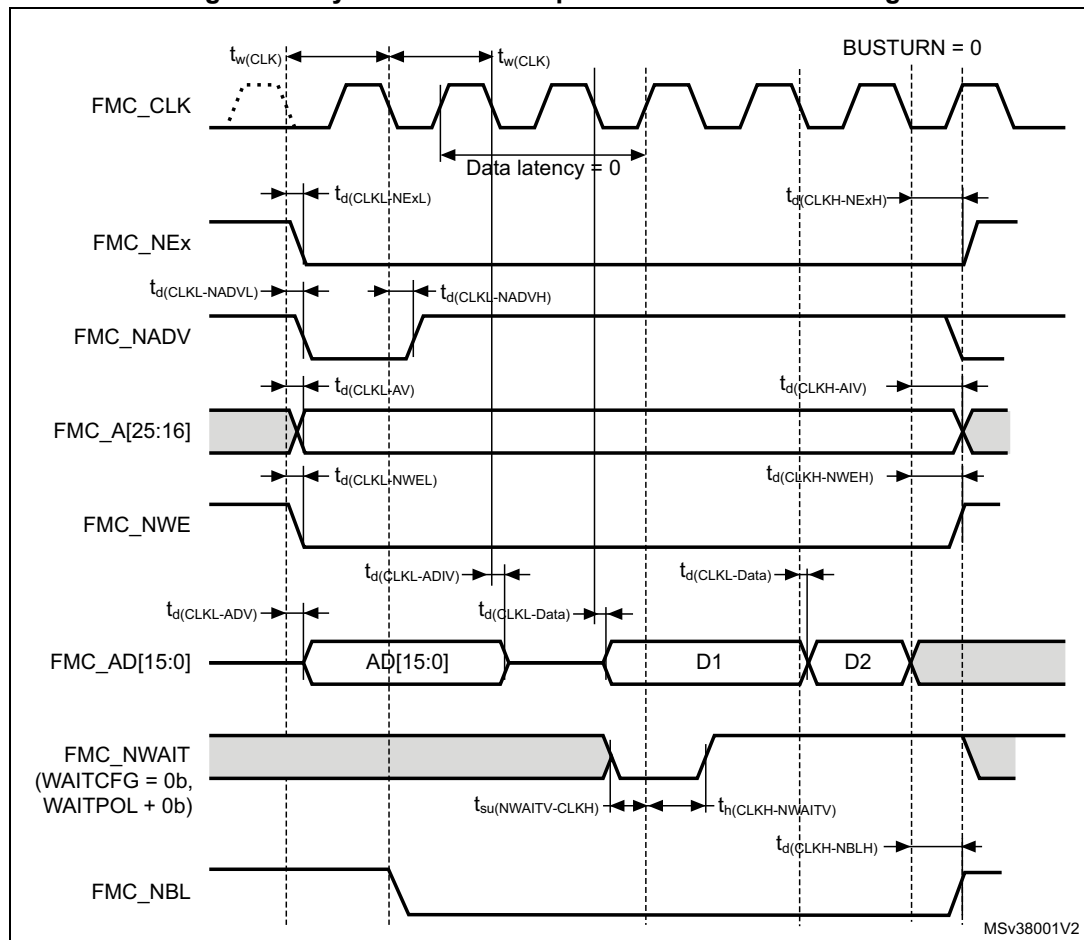 BUSTURN = 0
tw(CLK)
tw(CLK)
FMC_CLK
Data latency = 0
td(CLKL-NExL)
td(CLKH-NExH)
FMC_NEx
td(CLKL-NADVL)
td(CLKL-NADVH)
FMC_NADV
td(CLKL-AV)
td(CLKH-AIV)
FMC_A[25:16]
td(CLKL-NWEL)
td(CLKH-NWEH)
FMC_NWE
td(CLKL-ADIV)
td(CLKL-Data)
td(CLKL-ADV)
td(CLKL-Data)
FMC_AD[15:0]
AD[15:0]
D1
D2
FMC_NWAIT
(WAITCFG = 0b,
WAITPOL + 0b)
tsu(NWAITV-CLKH)
th(CLKH-NWAITV)
td(CLKH-NBLH)
FMC_NBL
MSv38001V2